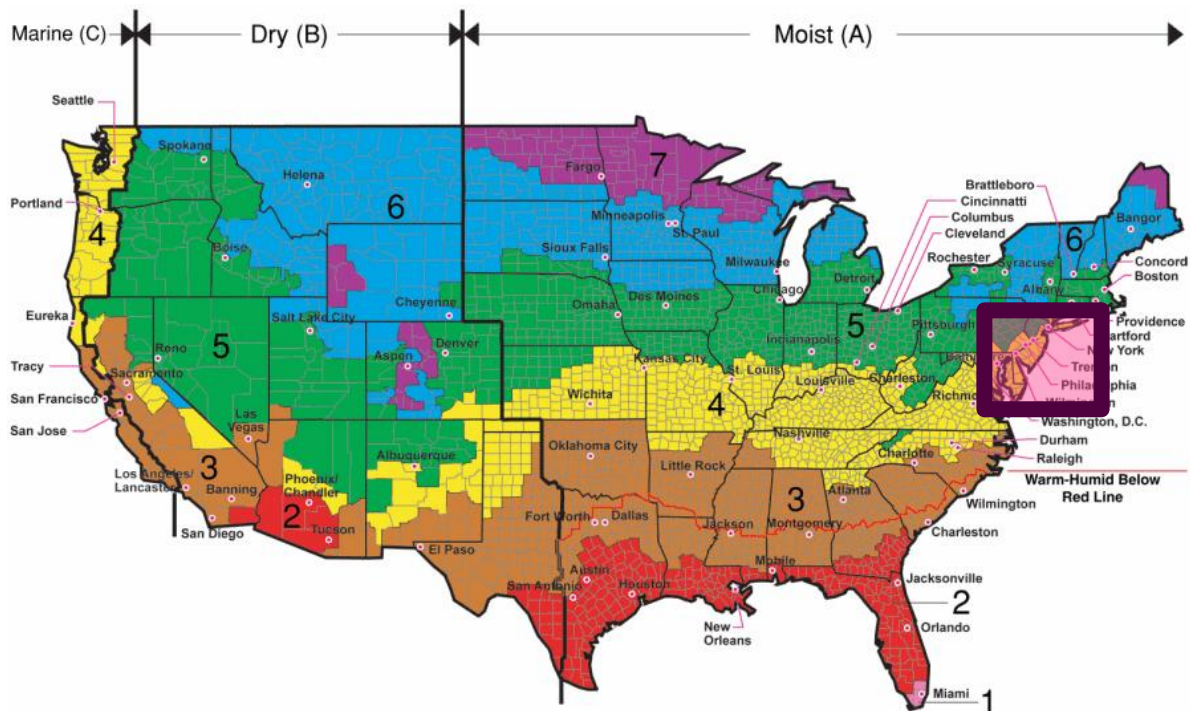 Marine (C)
Dry (B)
Moist (A)
Seattle
Spokane
Helena
Fargo
7
Portland
4
6
Minneapolis
St. Paul
Brattleboro
Cincinnatti
Columbus
Cleveland
Rochester
Syracuse
6
Bangor
Concord
Boston
Boise
Sioux Falls
Milwaukee
Detroit
Albany
Cheyenne
Omaha
Des Moines
Chicago
Eureka
Reno
5
Salt Lake City
Aspen
Denver
Indianapolis
5
Pittsburgh
Providence
New York
Philadelphia
Washington, D.C.
Tracy
Sacramento
San Francisco
San Jose
Las
Vegas
Wichita
Kansas City
St. Louis
4
Louisville
Charleston
Durham
Raleigh
Los Angeles/
Lancaster
3
Banning
San Diego
Phoenix/
Chandler
2
Tucson
Albuquerque
El Paso
Oklahoma City
Little Rock
Nashville
Charlotte
3
Atlanta
Warm-Humid Below
Red Line
Wilmington
Fort Worth
Dallas
Jackson
Montgomery
Charleston
San Antonio
Austin
Houston
Mobile
New
Orleans
Jacksonville
2
Orlando
Miami
1